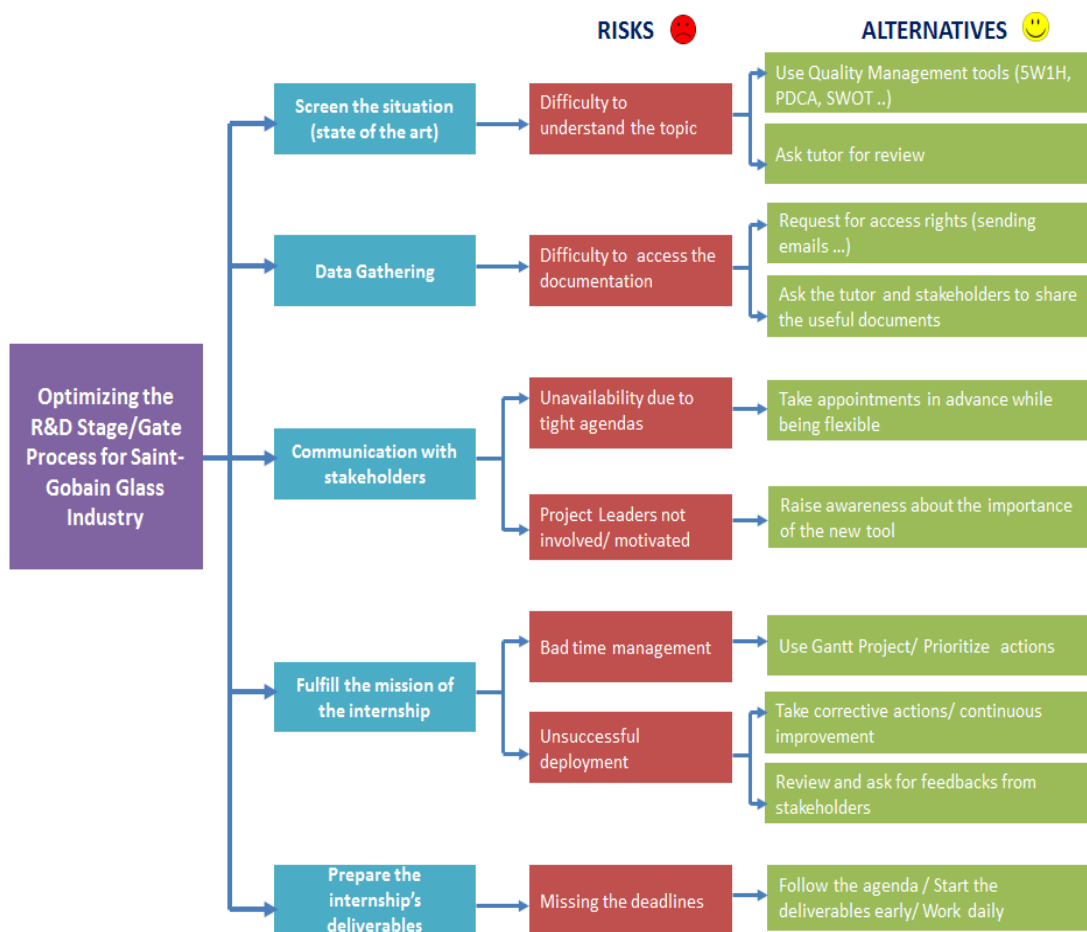 RISKS
ALTERNATIVES
Screen the situation
(state of the art)
Difficulty to
understand the topic
Use Quality Management tools (5W1H,
PDCA, SWOT ..)
Ask tutor for review
Data Gathering
Difficulty to access the
documentation
Request for access rights (sending
emails ...)
Ask the tutor and stakeholders to share
the useful documents
Optimizing the
R&D Stage/Gate
Process for Saint-
Gobain Glass
Industry
Communication with
stakeholders
Unavailability due to
tight agendas
Take appointments in advance while
being flexible
Project Leaders not
involved/ motivated
Raise awareness about the importance
of the new tool
Fulfill the mission of
the internship
Bad time management
Use Gantt Project/ Prioritize actions
Unsuccessful
deployment
Take corrective actions/ continuous
improvement
Review and ask for feedbacks from
stakeholders
Prepare the
internship's
deliverables
Missing the deadlines
Follow the agenda / Start the
deliverables early/ Work daily